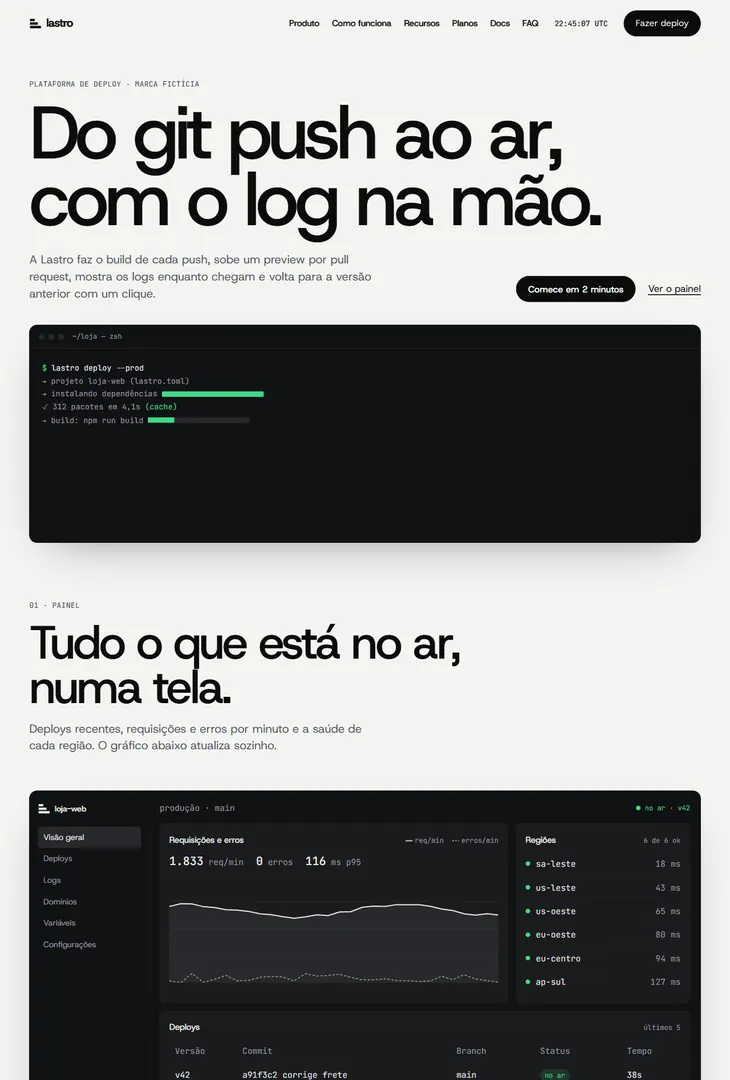 lastro
Produto Como funciona Recursos Planos Docs FAQ 22:45:07 UTC Fazer deploy
PLATAFORMA DE DEPLOY · MARCA FICTÍCIA
Do git push ao ar,
com o log na mão.
A Lastro faz o build de cada push, sobe um preview por pull
request, mostra os logs enquanto chegam e volta para a versão
anterior com um clique.
Comece em 2 minutos Ver o painel
~/loja — zsh
$ lastro deploy --prod
→ projeto loja-web (lastro.toml)
→ instalando dependências
✓ 312 pacotes em 4,1s (cache)
→ build: npm run build
01 · PAINEL
Tudo o que está no ar,
numa tela.
Deploys recentes, requisições e erros por minuto e a saúde de
cada região. O gráfico abaixo atualiza sozinho.
loja-web
produção · main
no ar · v42
Visão geral
Deploys
Logs
Domínios
Variáveis
Configurações
Requisições e erros
req/min erros/min
1.833 req/min 0 erros 116 ms p95
Regiões 6 de 6 ok
sa-leste 18 ms
us-leste 43 ms
us-oeste 65 ms
eu-oeste 80 ms
eu-centro 94 ms
ap-sul 127 ms
Deploys últimos 5
Versão Commit Branch Status Tempo
v42 a91f3c2 corrige frete main no ar 38s